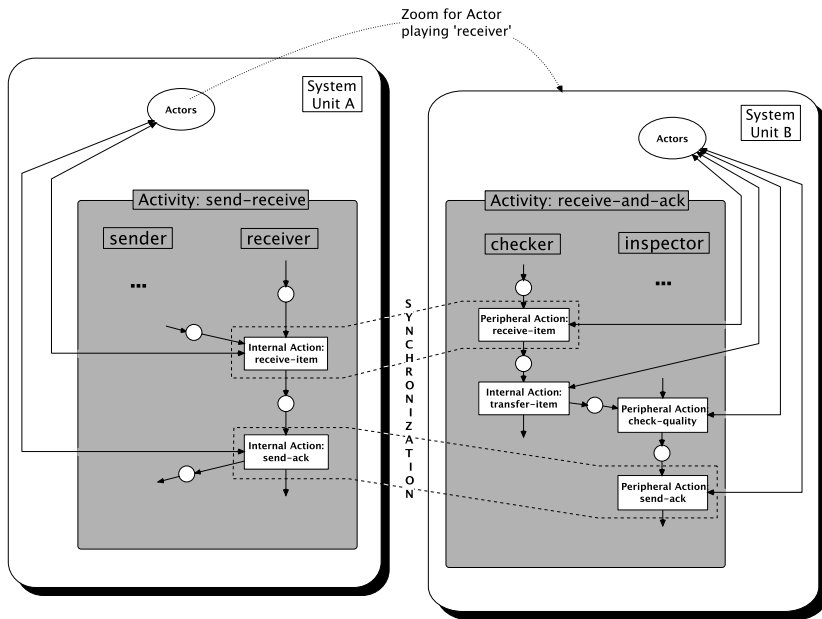 Zoom for Actor
playing 'receiver'
System
Unit A
Actors
Activity: send-receive
sender
receiver
...
Internal Action:
receive-item
Internal Action:
send-ack
SYNCHRONIZATION
System
Unit B
Actors
Activity: receive-and-ack
checker
inspector
...
Peripheral Action:
receive-item
Internal Action:
transfer-item
Peripheral Action:
check-quality
Peripheral Action:
send-ack